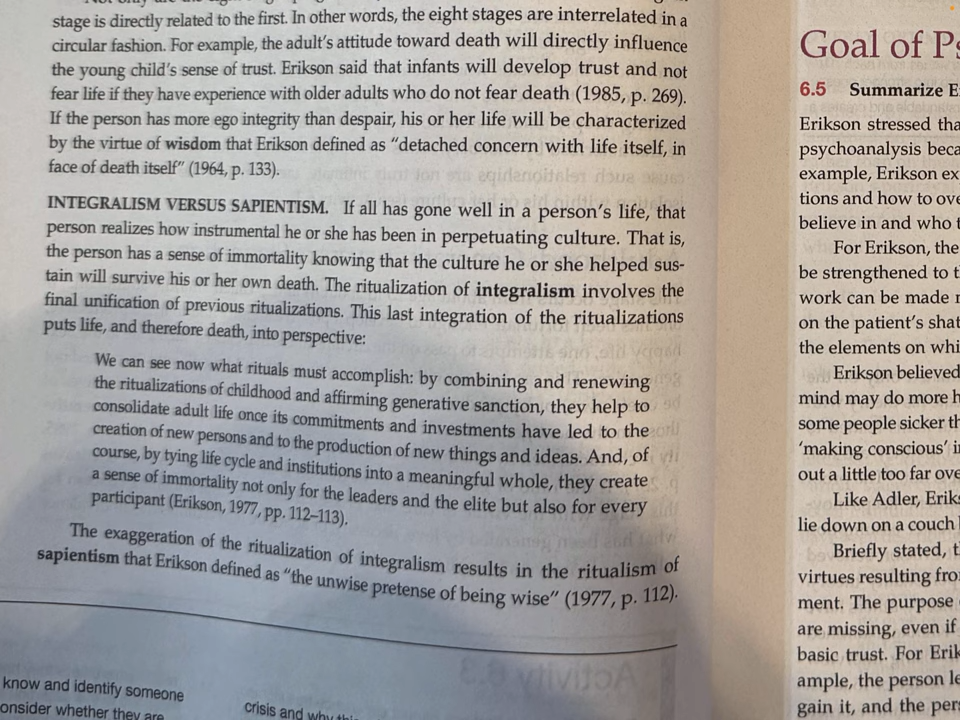 stage is directly related to the first. In other words, the eight stages are interrelated in a
circular fashion. For example, the adult's attitude toward death will directly influence
the young child's sense of trust. Erikson said that infants will develop trust and not
fear life if they have experience with older adults who do not fear death (1985, p. 269).
If the person has more ego integrity than despair, his or her life will be characterized
by the virtue of wisdom that Erikson defined as "detached concern with life itself, in
face of death itself" (1964, p. 133).
INTEGRALISM VERSUS SAPIENTISM. If all has gone well in a person's life, that
person realizes how instrumental he or she has been in perpetuating culture. That is,
the person has a sense of immortality knowing that the culture he or she helped sus-
tain will survive his or her own death. The ritualization of integralism involves the
final unification of previous ritualizations. This last integration of the ritualizations
puts life, and therefore death, into perspective:
We can see now what rituals must accomplish: by combining and renewing
the ritualizations of childhood and affirming generative sanction, they help to
consolidate adult life once its commitments and investments have led to the
creation of new persons and to the production of new things and ideas. And, of
course, by tying life cycle and institutions into a meaningful whole, they create
a sense of immortality not only for the leaders and the elite but also for every
participant (Erikson, 1977, pp. 112–113).
The exaggeration of the ritualization of integralism results in the ritualism of
sapientism that Erikson defined as "the unwise pretense of being wise" (1977, p. 112).
know and identify someone
onsider whether they are
crisis and why
Goal of
6.5 Summarize
Erikson stressed
psychoanalysis
example, Erikson
tions and how to
believe in and who
For Erikson, the
be strengthened to
work can be made
on the patient's
the elements on
Erikson believed
mind may do more
some people sicker
'making conscious'
out a little too far
Like Adler,
lie down on a couch
Briefly stated,
virtues resulting
ment. The purpose
are missing, even if
basic trust. For
ample, the person
gain it, and the